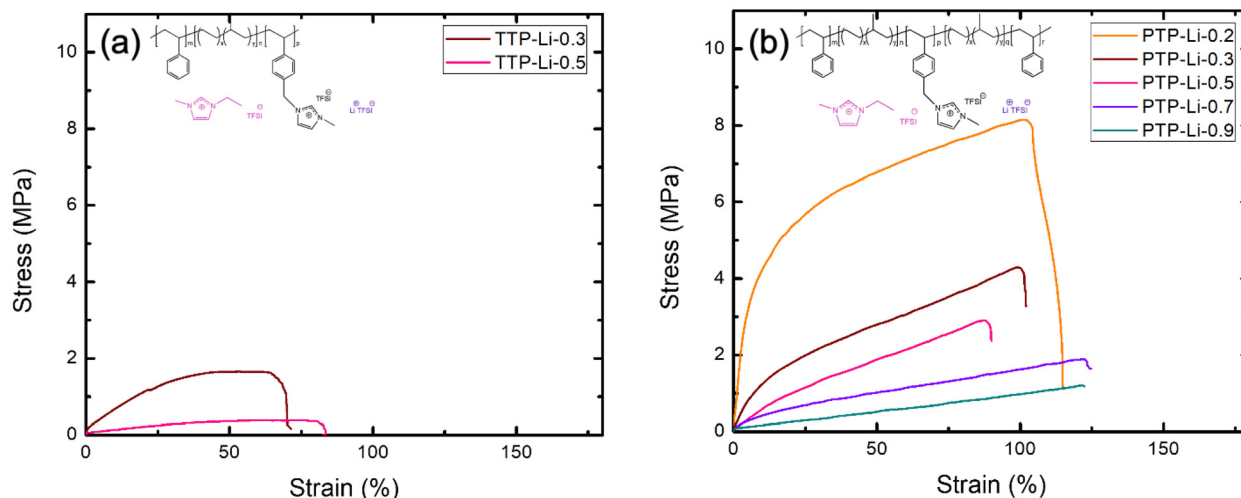 (a)
[ ]m[( )x( )y]n[ ]p
TTP-Li-0.3
TTP-Li-0.5
N N
⊕
TFSI⊖
N
⊕
N
TFSI⊖
⊕ ⊖
Li TFSI
10
8
6
4
2
0
0 50 100 150
Stress (MPa)
Strain (%)
(b)
[ ]m[( )x( )y]n[ ]p[( )x( )y]q[ ]r
PTP-Li-0.2
PTP-Li-0.3
PTP-Li-0.5
PTP-Li-0.7
PTP-Li-0.9
N N
⊕
TFSI⊖
N
⊕
N
TFSI⊖
⊕ ⊖
Li TFSI
10
8
6
4
2
0
0 50 100 150
Stress (MPa)
Strain (%)